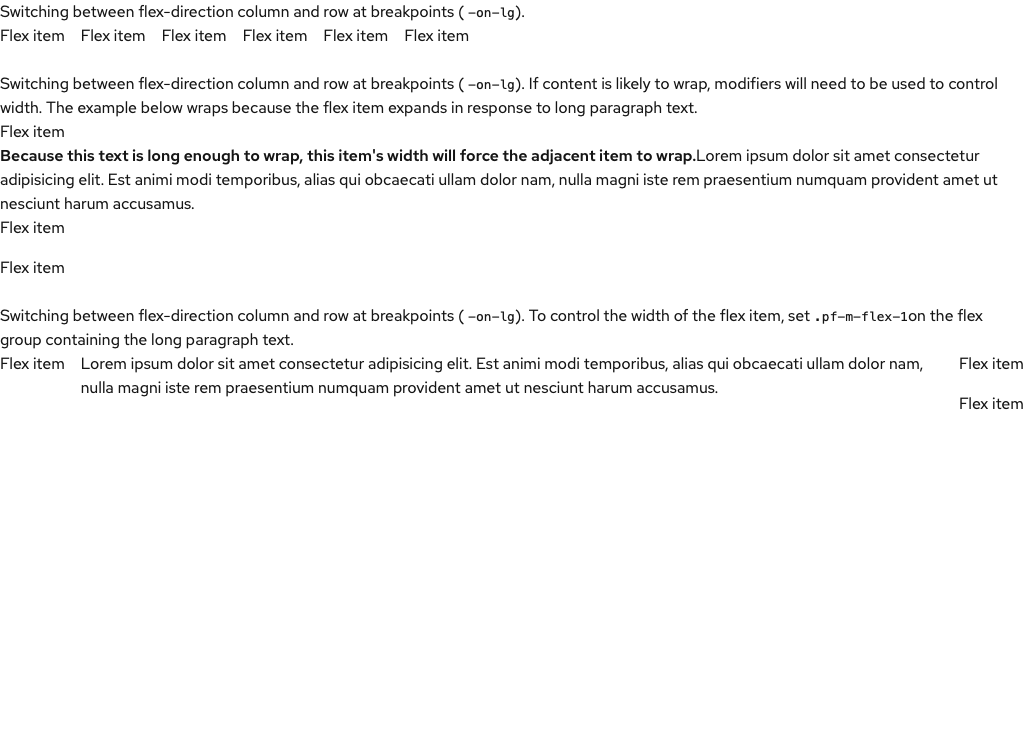 Switching between flex-direction column and row at breakpoints ( -on-lg).
Flex item Flex item Flex item Flex item Flex item Flex item
Switching between flex-direction column and row at breakpoints ( -on-lg). If content is likely to wrap, modifiers will need to be used to control
width. The example below wraps because the flex item expands in response to long paragraph text.
Flex item
Because this text is long enough to wrap, this item's width will force the adjacent item to wrap.Lorem ipsum dolor sit amet consectetur
adipisicing elit. Est animi modi temporibus, alias qui obcaecati ullam dolor nam, nulla magni iste rem praesentium numquam provident amet ut
nesciunt harum accusamus.
Flex item
Flex item
Switching between flex-direction column and row at breakpoints ( -on-lg). To control the width of the flex item, set .pf-m-flex-1on the flex
group containing the long paragraph text.
Flex item Lorem ipsum dolor sit amet consectetur adipisicing elit. Est animi modi temporibus, alias qui obcaecati ullam dolor nam, Flex item
nulla magni iste rem praesentium numquam provident amet ut nesciunt harum accusamus.
Flex item